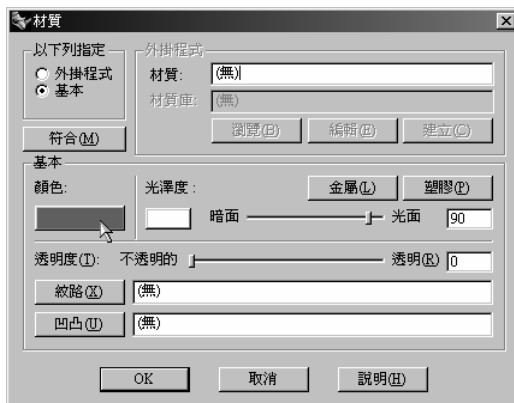 材質
以下列指定
外掛程式
基本
符合(M)
外掛程式
材質: (無)
材質庫: (無)
瀏覽(B) 編輯(E) 建立(C)
基本
顏色: 光澤度: 金屬(L) 塑膠(P)
暗面 光面 90
透明度(T): 不透明的 透明(R) 0
紋路(X) (無)
凹凸(U) (無)
OK 取消 說明(H)